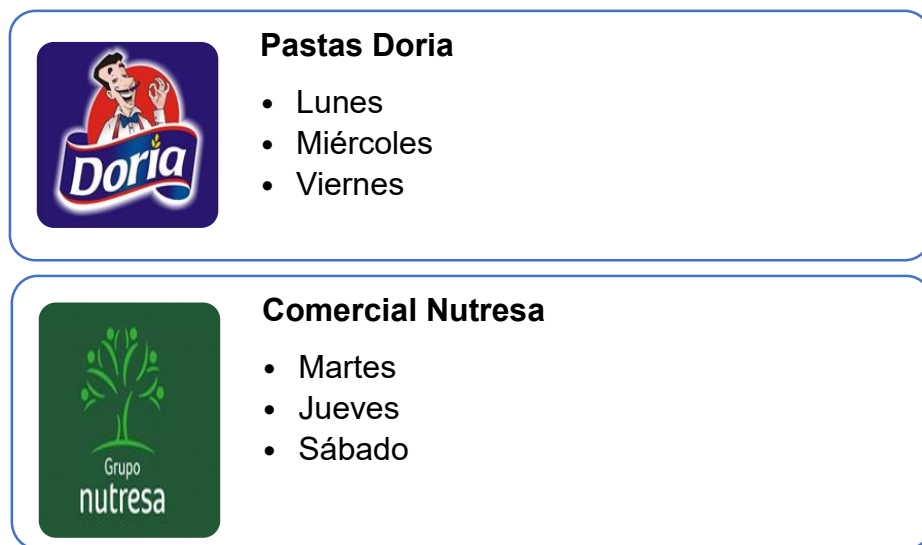 Pastas Doria
Doria
• Lunes
• Miércoles
• Viernes
Comercial Nutresa
• Martes
• Jueves
• Sábado
Grupo
nutresa